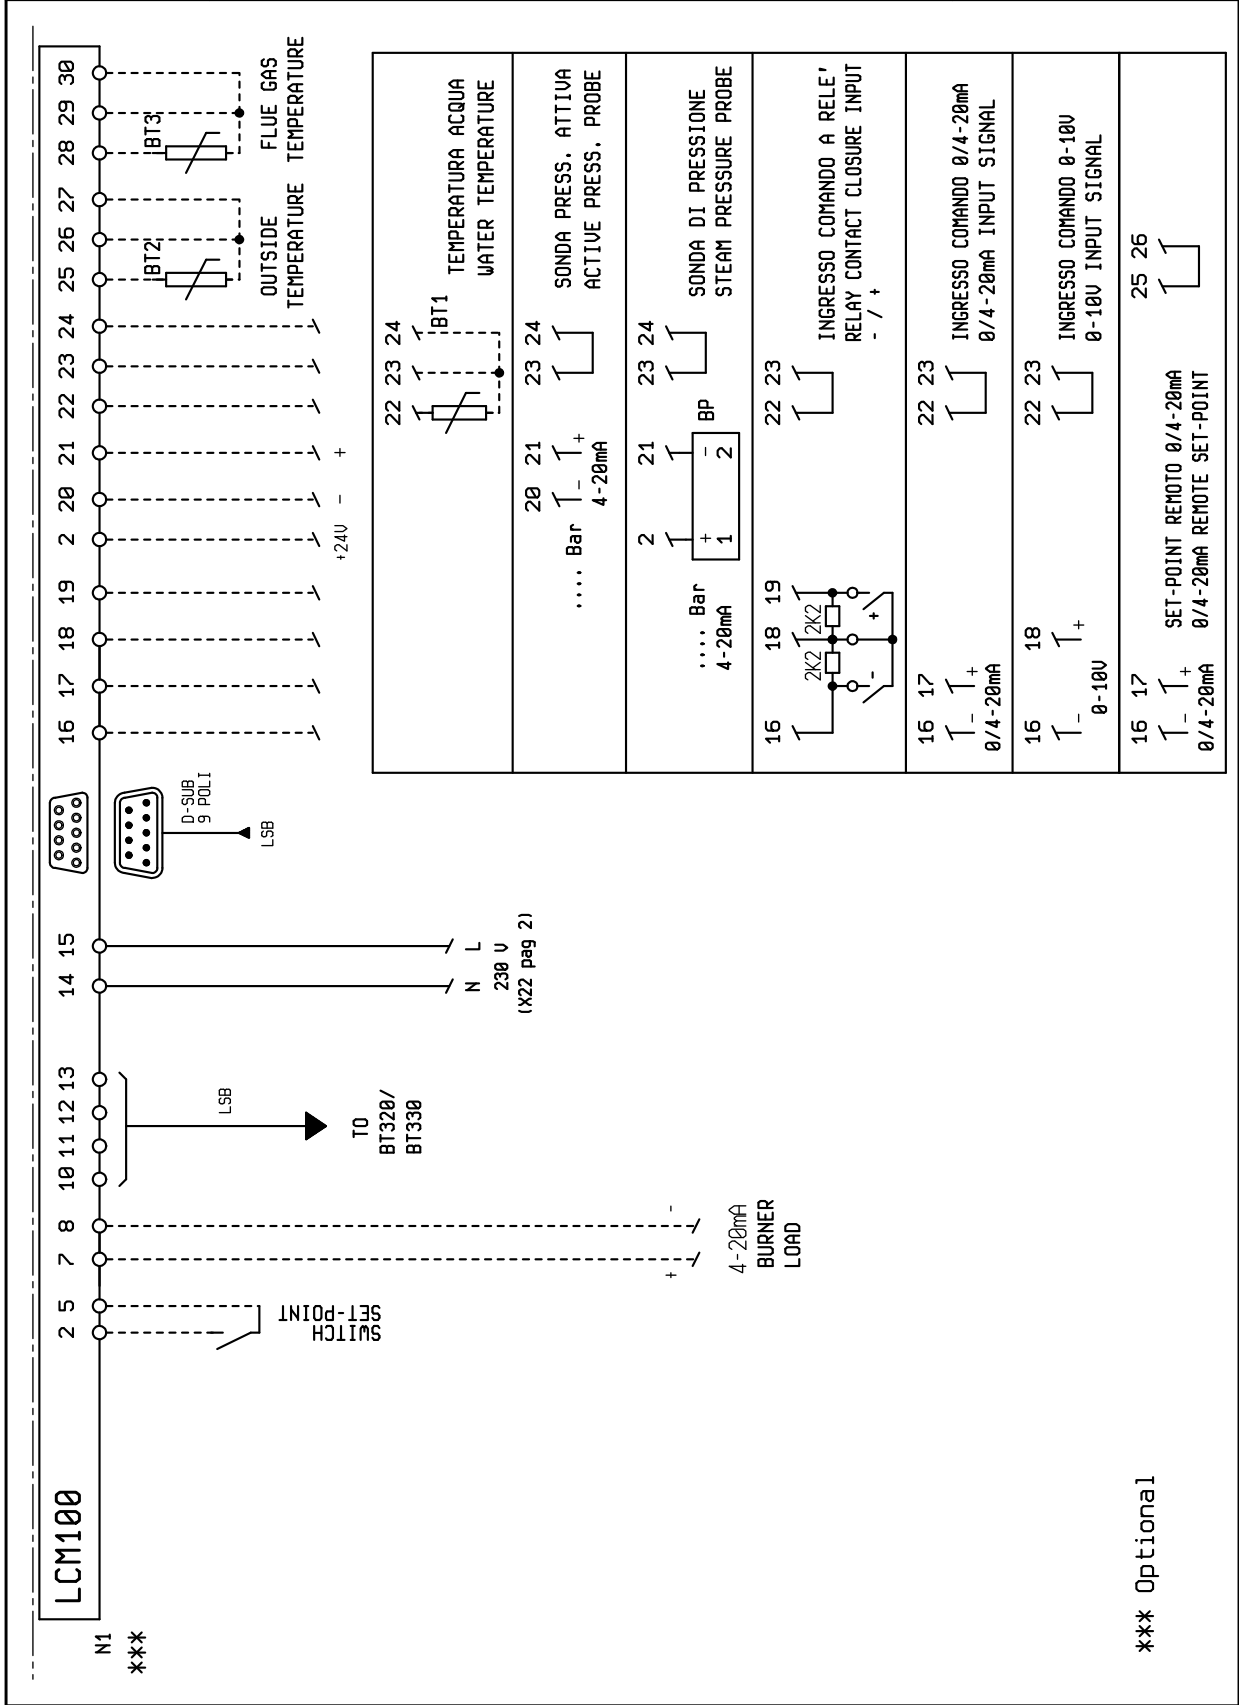 LCM100
N1
***
2 5 7 8 10 11 12 13 14 15 16 17 18 19 2 20 21 22 23 24 25 26 27 28 29 30
SWITCH
SET-POINT
+
-
4-20mA
BURNER
LOAD
LSB
TO
BT320/
BT330
N L
230 V
(X22 pag 2)
D-SUB
9 POLI
LSB
+24V - +
BT2
OUTSIDE
TEMPERATURE
BT3
FLUE GAS
TEMPERATURE
22 23 24
BT1
TEMPERATURA ACQUA
WATER TEMPERATURE
20 21 23 24
- +
.... Bar
4-20mA
SONDA PRESS. ATTIVA
ACTIVE PRESS. PROBE
2 21 23 24
+ -
1 2
BP
.... Bar
4-20mA
SONDA DI PRESSIONE
STEAM PRESSURE PROBE
16 18 19 22 23
2K2 2K2
- +
INGRESSO COMANDO A RELE'
RELAY CONTACT CLOSURE INPUT
- / +
16 17 22 23
- +
0/4-20mA
INGRESSO COMANDO 0/4-20mA
0/4-20mA INPUT SIGNAL
16 18 22 23
- +
0-10V
INGRESSO COMANDO 0-10V
0-10V INPUT SIGNAL
16 17 25 26
- +
0/4-20mA
SET-POINT REMOTO 0/4-20mA
0/4-20mA REMOTE SET-POINT
*** Optional